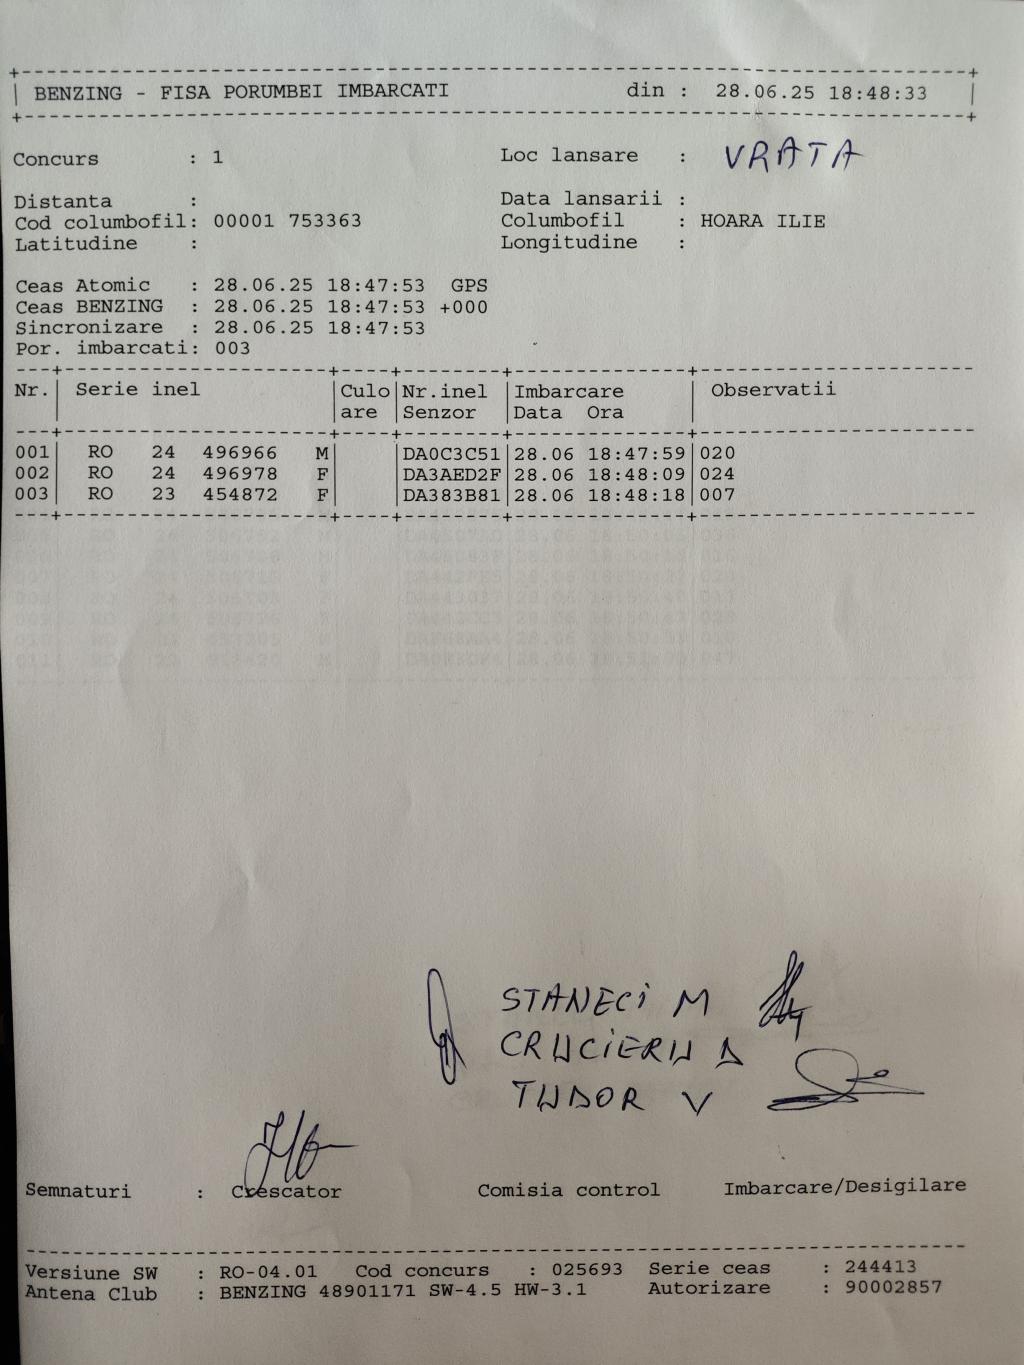 BENZING - FISA PORUMBEI IMBARCATI din : 28.06.25 18:48:33
Concurs : 1 Loc lansare : VRATA
Distanta : Data lansarii :
Cod columbofil: 00001 753363 Columbofil : HOARA ILIE
Latitudine : Longitudine :
Ceas Atomic : 28.06.25 18:47:53 GPS
Ceas BENZING : 28.06.25 18:47:53 +000
Sincronizare : 28.06.25 18:47:53
Por. imbarcati: 003
Nr. Serie inel Culo Nr.inel Imbarcare Observatii
are Senzor Data Ora
001 RO 24 496966 M DA0C3C51 28.06 18:47:59 020
002 RO 24 496978 F DA3AED2F 28.06 18:48:09 024
003 RO 23 454872 F DA383B81 28.06 18:48:18 007
STANECI M
CRUCIERU D
TUDOR V
Semnaturi : Crescator Comisia control Imbarcare/Desigilare
Versiune SW : RO-04.01 Cod concurs : 025693 Serie ceas : 244413
Antena Club : BENZING 48901171 SW-4.5 HW-3.1 Autorizare : 90002857